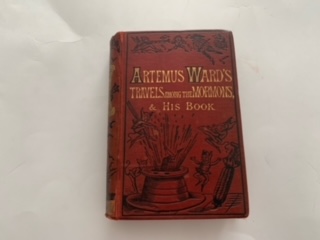 ARTEMUS WARD'S
TRAVELS AMONG THE MORMONS,
& HIS BOOK